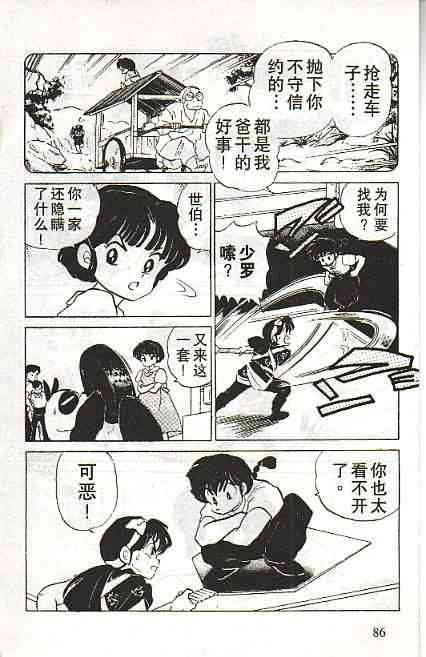 抢走车
子……
抛下你
不守信
约的…
都是我
爸干的
好事！
为何要
找我？
少罗
嗦？
世伯…
你一家
还隐瞒
了什么！
又来这
一套！
你也太
看不开
了。
可恶！
86